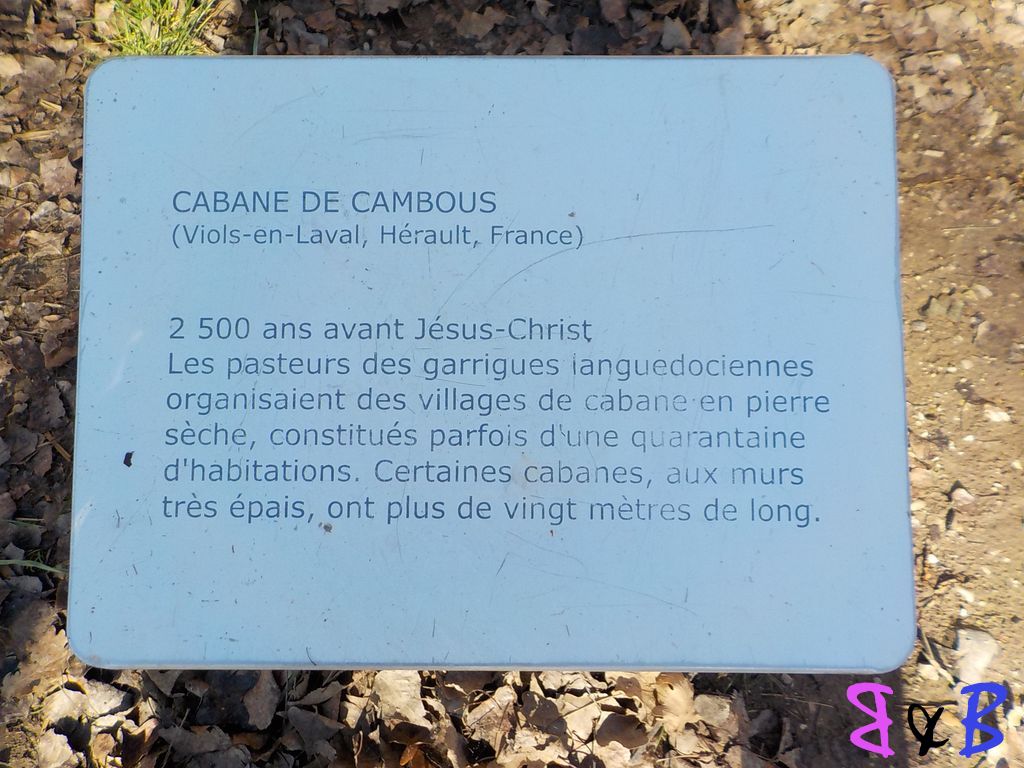 CABANE DE CAMBOUS
(Viols-en-Laval, Hérault, France)
2 500 ans avant Jésus-Christ
Les pasteurs des garrigues languedociennes
organisaient des villages de cabane en pierre
sèche, constitués parfois d'une quarantaine
d'habitations. Certaines cabanes, aux murs
très épais, ont plus de vingt mètres de long.
B & B